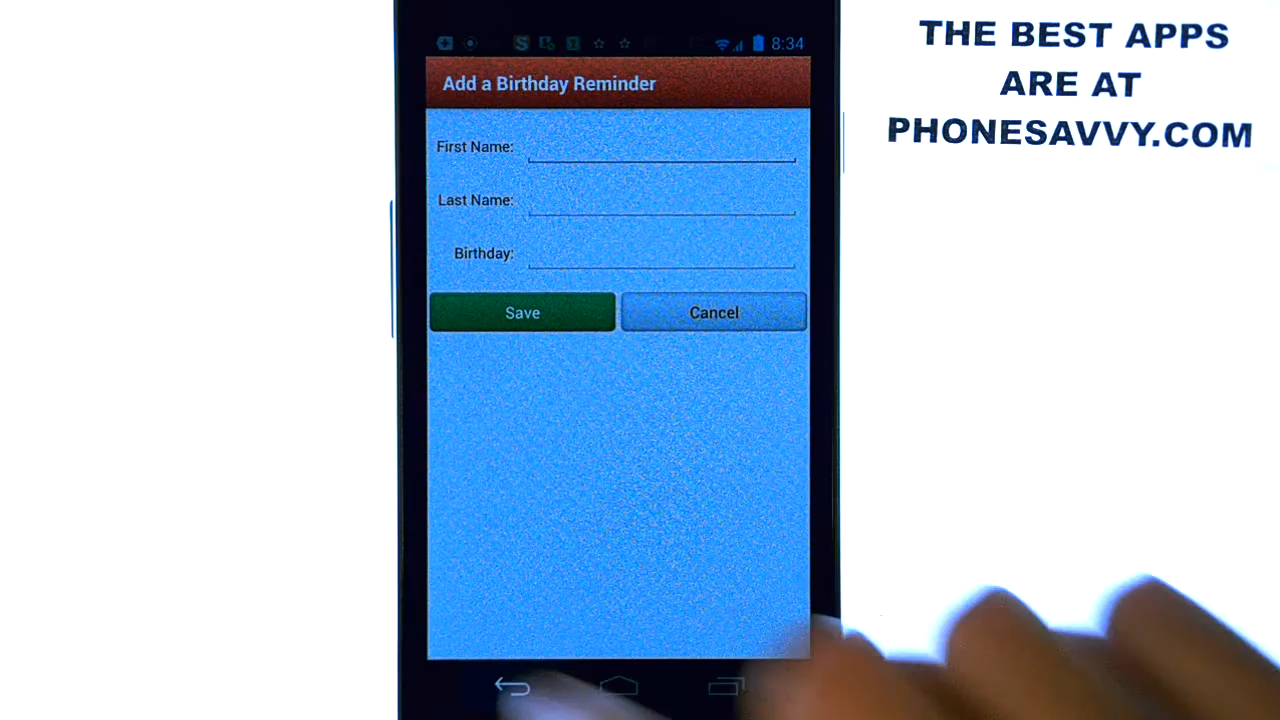 8:34
THE BEST APPS
ARE AT
PHONESAVVY.COM
Add a Birthday Reminder
First Name:
Last Name:
Birthday:
Save
Cancel